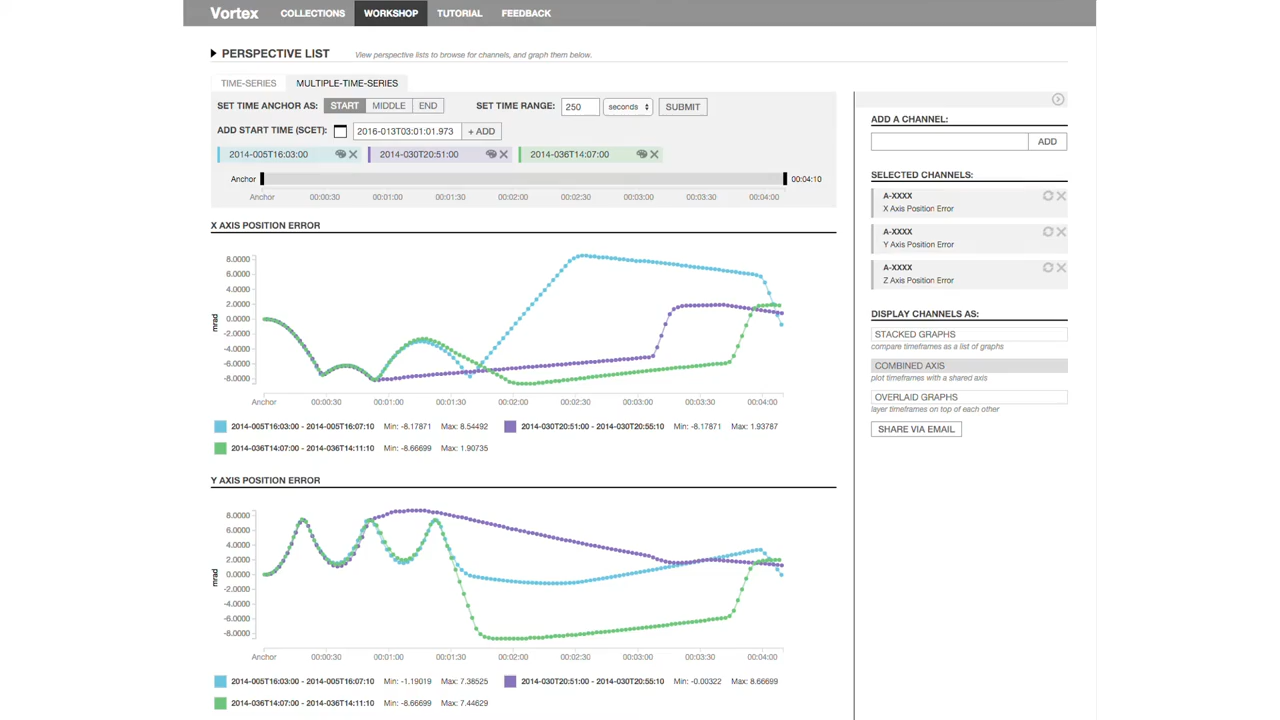 Vortex COLLECTIONS WORKSHOP TUTORIAL FEEDBACK
PERSPECTIVE LIST View perspective lists to browse for channels, and graph them below.
TIME-SERIES MULTIPLE-TIME-SERIES
SET TIME ANCHOR AS: START MIDDLE END SET TIME RANGE: 250 seconds SUBMIT
ADD START TIME (SCET): 2016-013T03:01:01.973 + ADD
2014-005T16:03:00 2014-030T20:51:00 2014-036T14:07:00
Anchor 00:04:10
Anchor 00:00:30 00:01:00 00:01:30 00:02:00 00:02:30 00:03:00 00:03:30 00:04:00
X AXIS POSITION ERROR
8.0000
6.0000
4.0000
2.0000
0.0000
-2.0000
-4.0000
-6.0000
-8.0000
mrad
Anchor 00:00:30 00:01:00 00:01:30 00:02:00 00:02:30 00:03:00 00:03:30 00:04:00
2014-005T16:03:00 - 2014-005T16:07:10 Min: -8.17871 Max: 8.54492 2014-030T20:51:00 - 2014-030T20:55:10 Min: -8.17871 Max: 1.93787
2014-036T14:07:00 - 2014-036T14:11:10 Min: -8.66699 Max: 1.90735
Y AXIS POSITION ERROR
8.0000
6.0000
4.0000
2.0000
0.0000
-2.0000
-4.0000
-6.0000
-8.0000
mrad
Anchor 00:00:30 00:01:00 00:01:30 00:02:00 00:02:30 00:03:00 00:03:30 00:04:00
2014-005T16:03:00 - 2014-005T16:07:10 Min: -1.19019 Max: 7.38525 2014-030T20:51:00 - 2014-030T20:55:10 Min: -0.00322 Max: 8.66699
2014-036T14:07:00 - 2014-036T14:11:10 Min: -8.66699 Max: 7.44629
ADD A CHANNEL:
ADD
SELECTED CHANNELS:
A-XXXX
X Axis Position Error
A-XXXX
Y Axis Position Error
A-XXXX
Z Axis Position Error
DISPLAY CHANNELS AS:
STACKED GRAPHS
compare timeframes as a list of graphs
COMBINED AXIS
plot timeframes with a shared axis
OVERLAID GRAPHS
layer timeframes on top of each other
SHARE VIA EMAIL